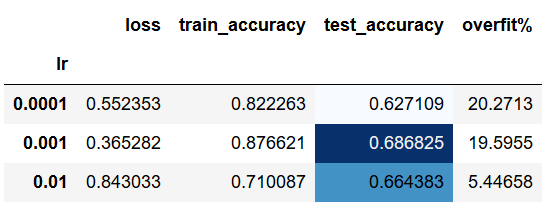 loss train_accuracy test_accuracy overfit%
lr
0.0001 0.552353 0.822263 0.627109 20.2713
0.001 0.365282 0.876621 0.686825 19.5955
0.01 0.843033 0.710087 0.664383 5.44658